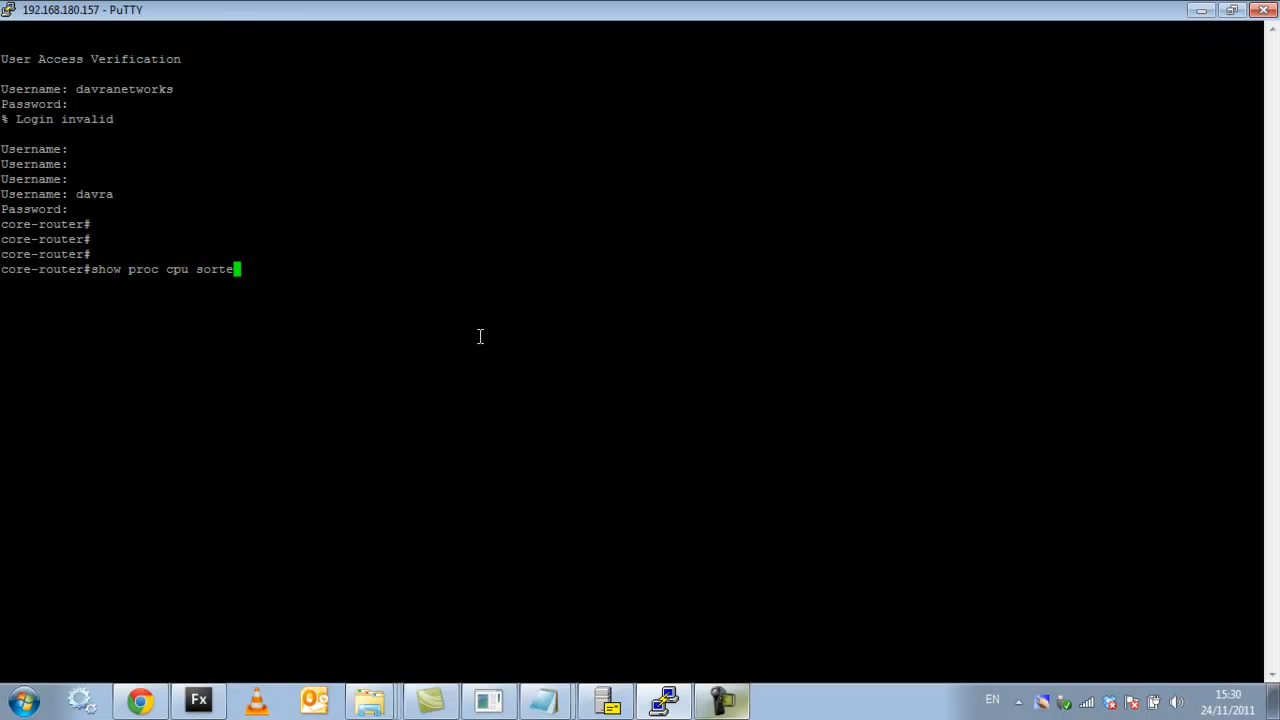 192.168.180.157 - PuTTY
User Access Verification
Username: davranetworks
Password:
% Login invalid
Username:
Username:
Username:
Username: davra
Password:
core-router#
core-router#
core-router#
core-router#show proc cpu sorte
Fx
EN
15:30
24/11/2011